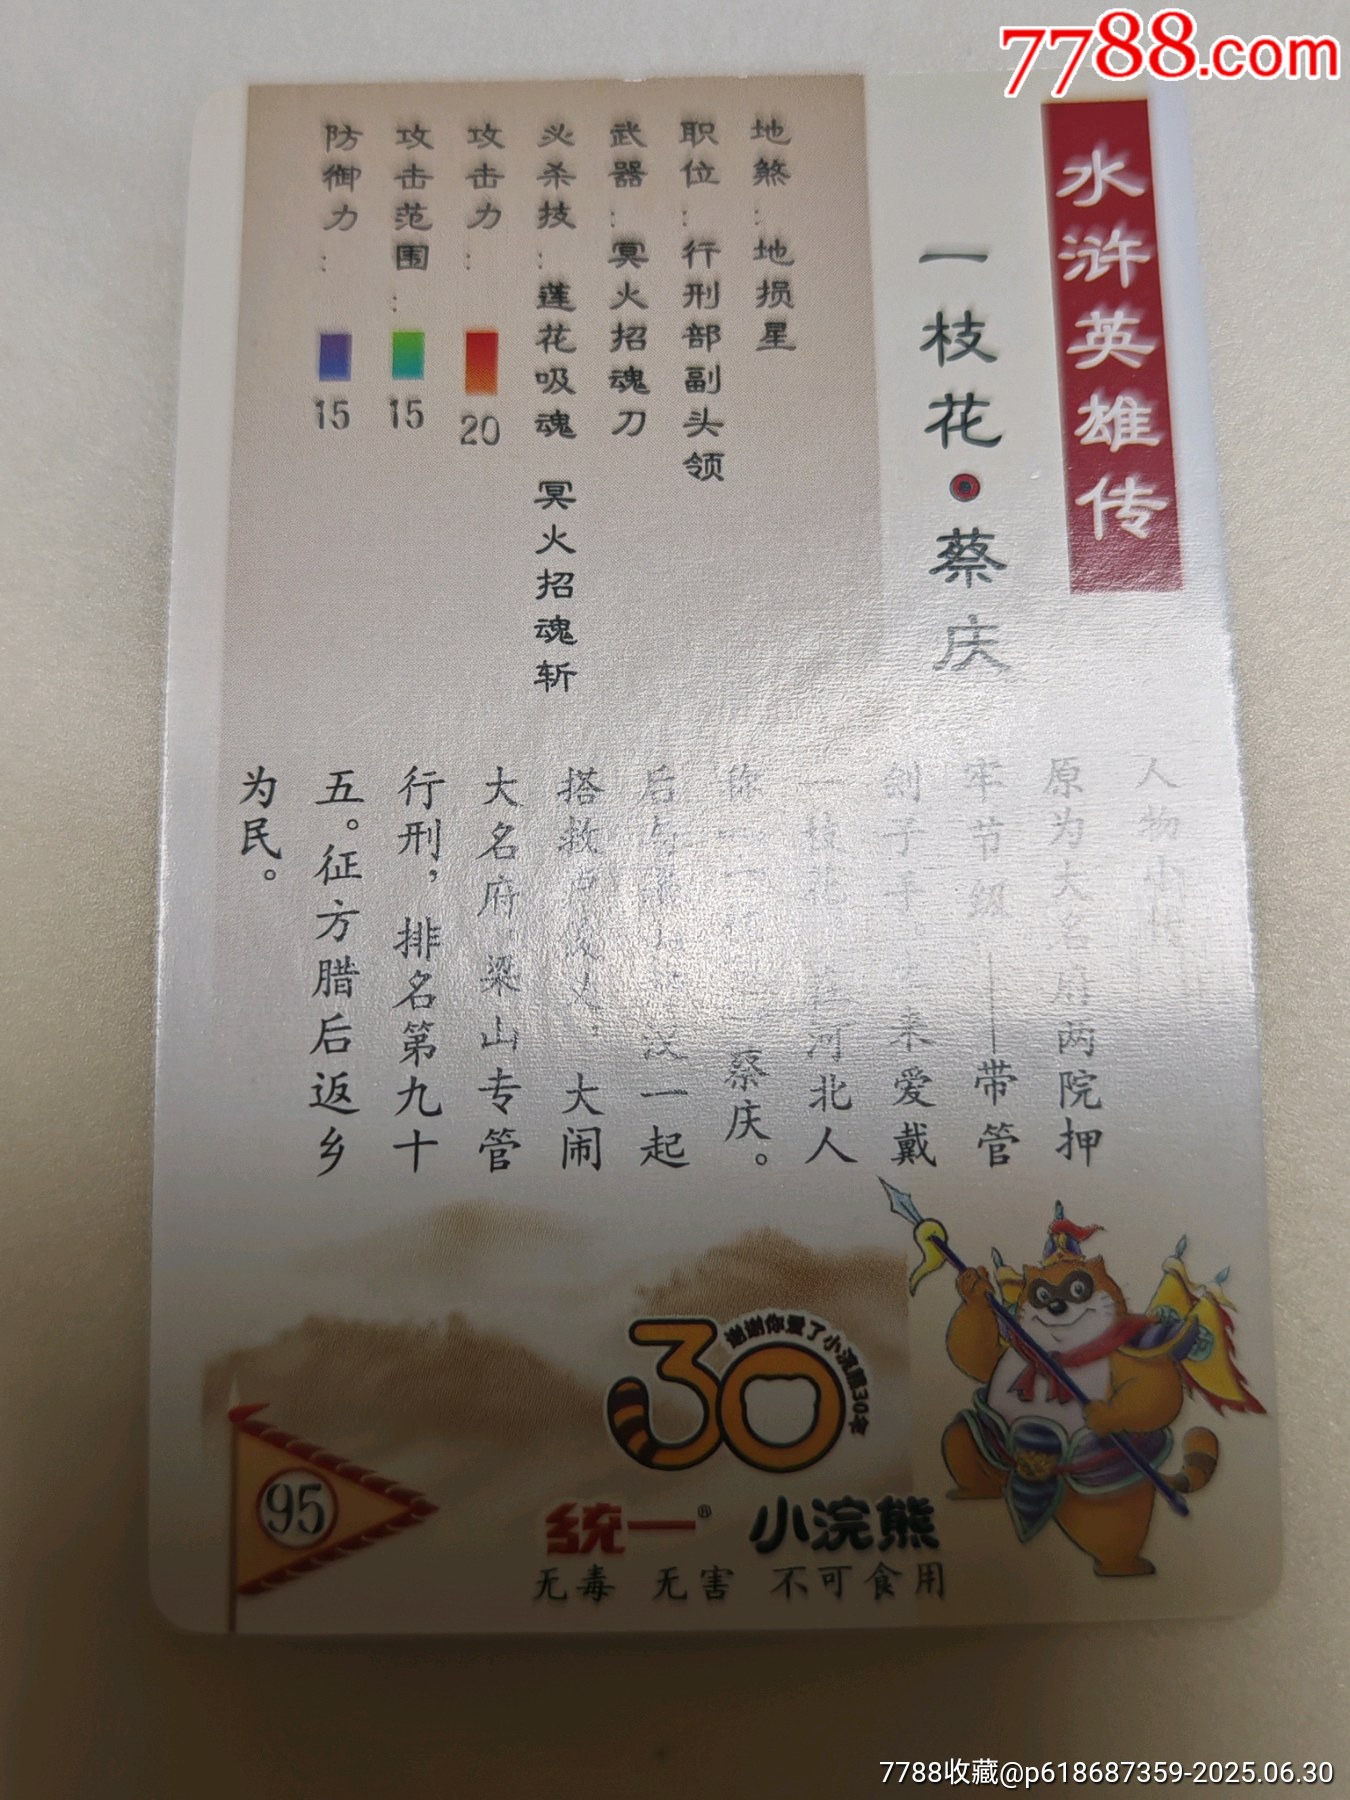 7788.com
水浒英雄传
一枝花·蔡庆
地煞：地损星
职位：行刑部副头领
武器：冥火招魂刀
必杀技：莲花吸魂 冥火招魂斩
攻击力：20
攻击范围：15
防御力：15
人物小传
原为大名府两院押
牢节级——带管
刽子手。来爱戴
一枝花，河北人
称一枝花蔡庆。
后与一起
搭救卢俊义。大闹
大名府，梁山专管
行刑，排名第九十
五。征方腊后返乡
为民。
谢谢你爱了小浣熊30年
30
95
统一® 小浣熊
无毒 无害 不可食用
7788收藏@p618687359-2025.06.30